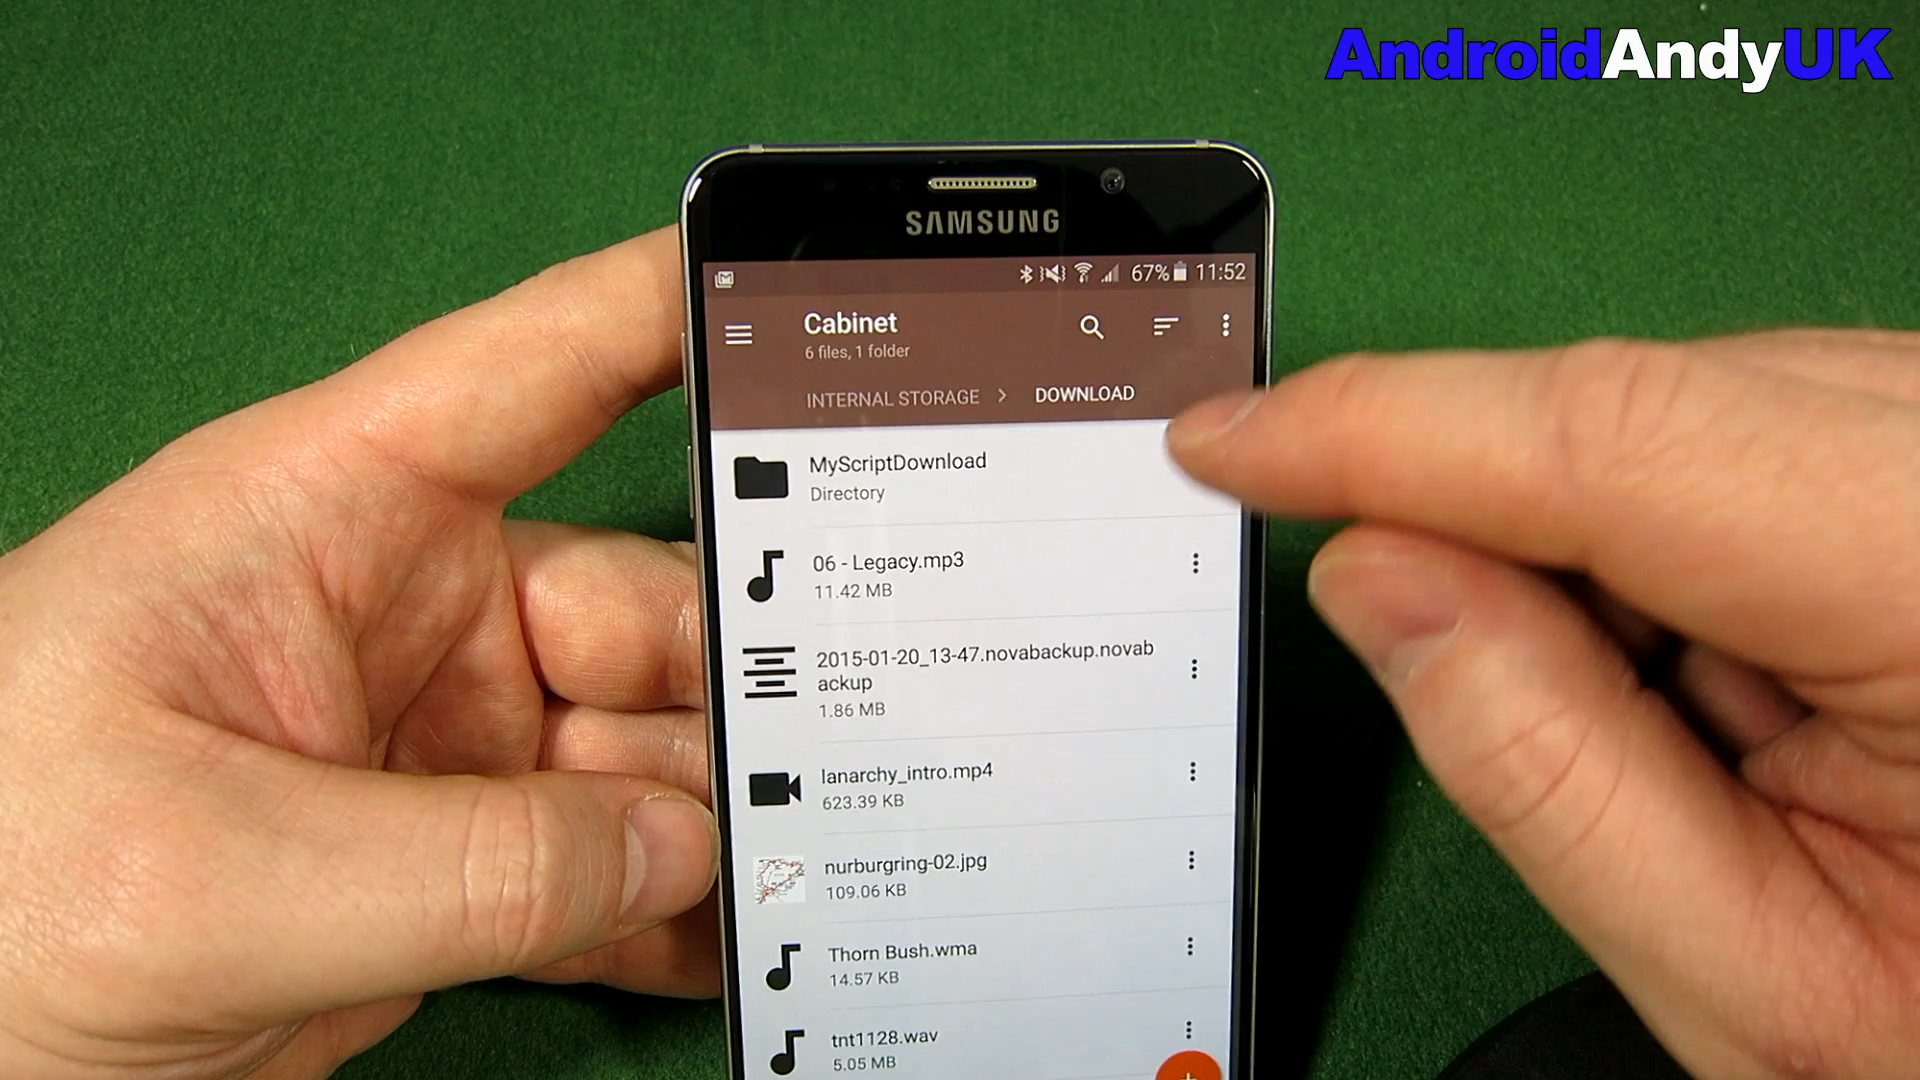 AndroidAndyUK
SAMSUNG
67% 11:52
Cabinet
6 files, 1 folder
INTERNAL STORAGE > DOWNLOAD
MyScriptDownload
Directory
06 - Legacy.mp3
11.42 MB
2015-01-20_13-47.novabackup.novab
ackup
1.86 MB
lanarchy_intro.mp4
623.39 KB
nurburgring-02.jpg
109.06 KB
Thorn Bush.wma
14.57 KB
tnt1128.wav
5.05 MB